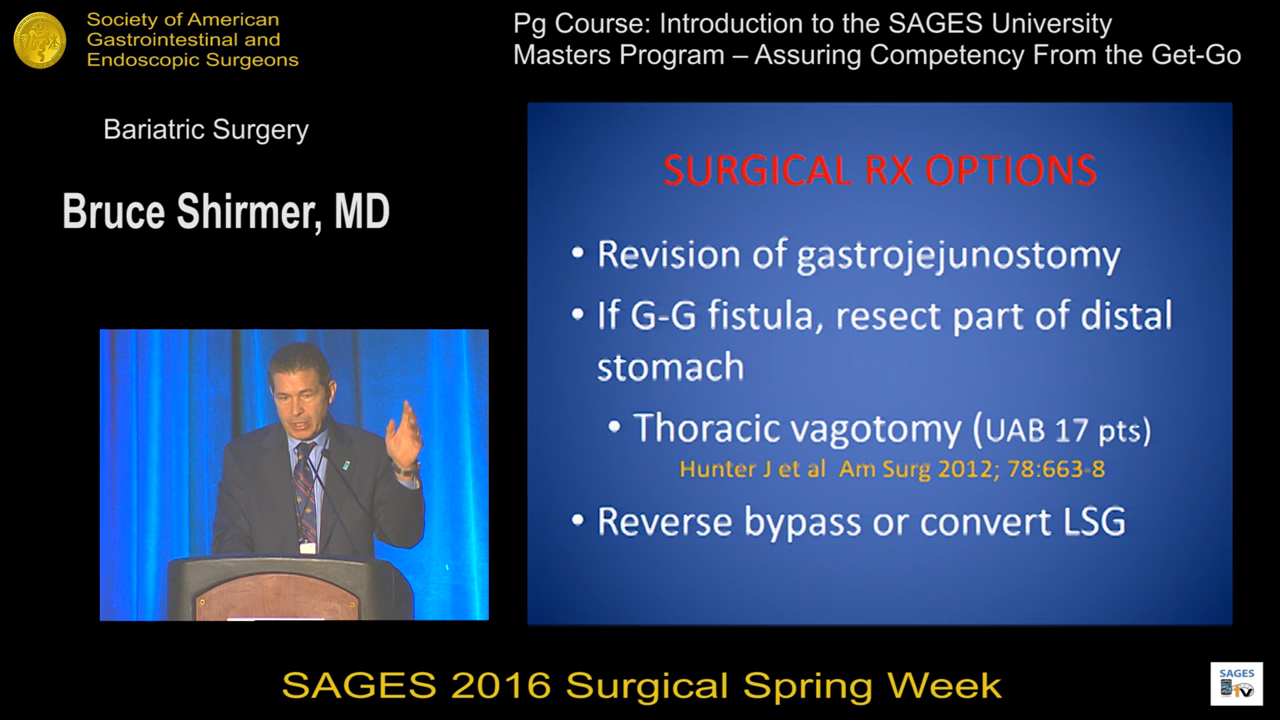 Society of American
Gastrointestinal and
Endoscopic Surgeons
Pg Course: Introduction to the SAGES University
Masters Program – Assuring Competency From the Get-Go
Bariatric Surgery
Bruce Shirmer, MD
SURGICAL RX OPTIONS
• Revision of gastrojejunostomy
• If G-G fistula, resect part of distal
stomach
• Thoracic vagotomy (UAB 17 pts)
Hunter J et al Am Surg 2012; 78:663-8
• Reverse bypass or convert LSG
SAGES 2016 Surgical Spring Week
SAGES
TV